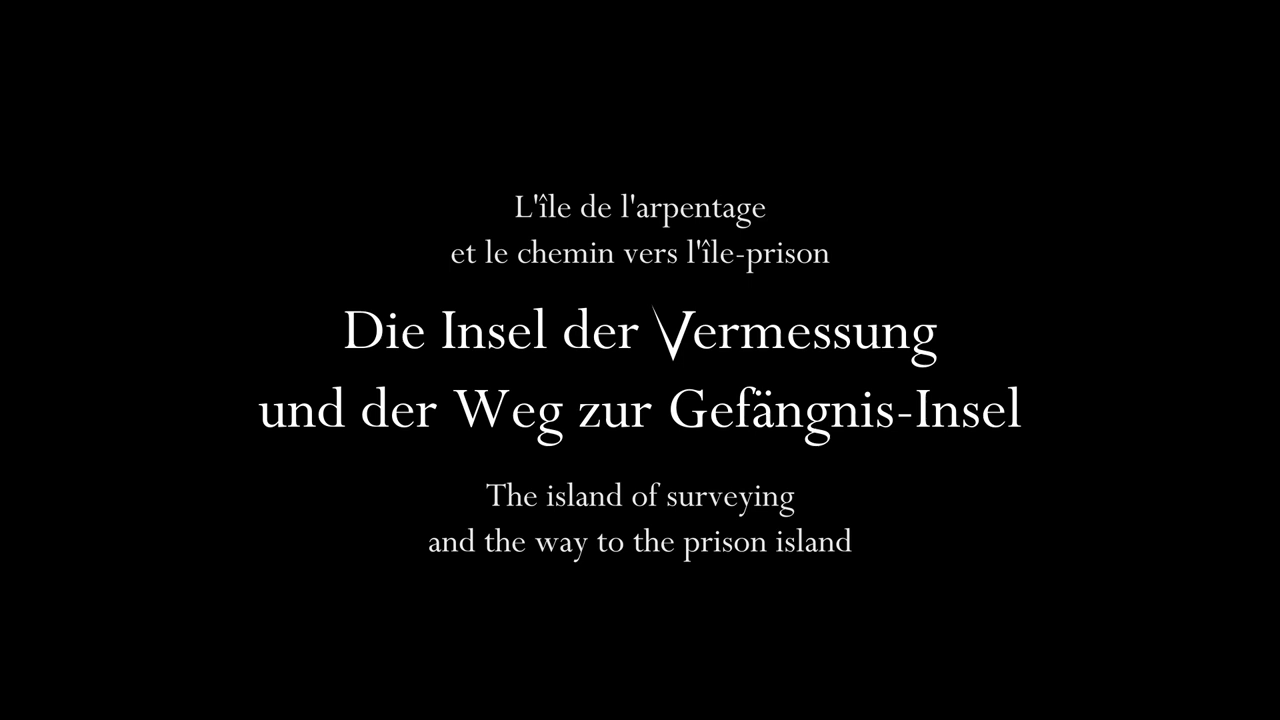 L'île de l'arpentage
et le chemin vers l'île-prison
Die Insel der Vermessung
und der Weg zur Gefängnis-Insel
The island of surveying
and the way to the prison island